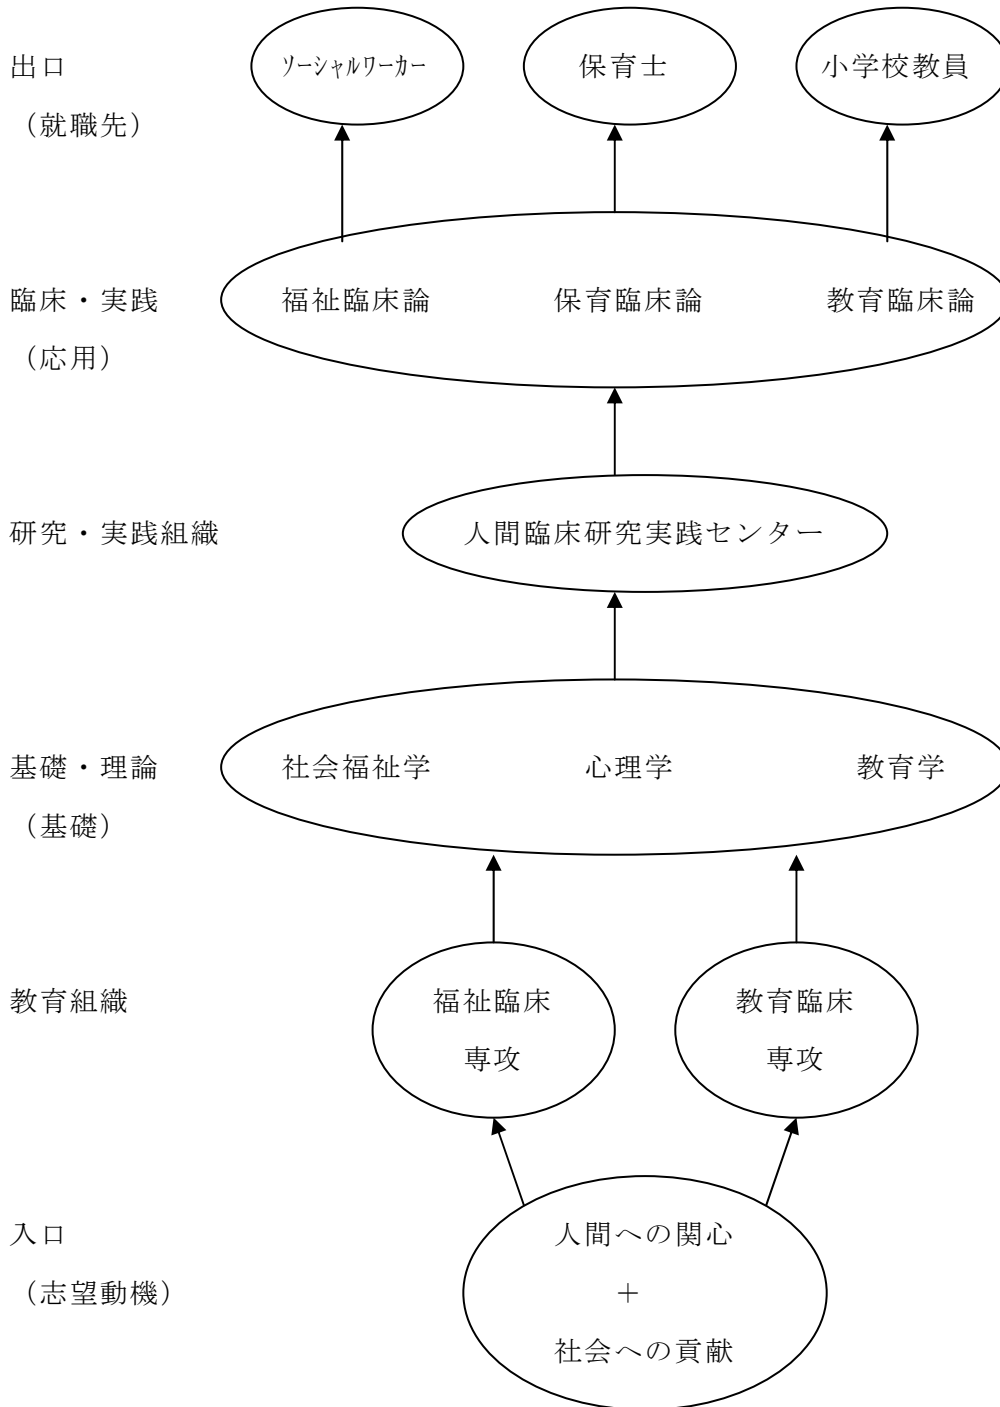 出口 ソーシャルワーカー 保育士 小学校教員
（就職先）
臨床・実践 福祉臨床論 保育臨床論 教育臨床論
（応用）
研究・実践組織 人間臨床研究実践センター
基礎・理論 社会福祉学 心理学 教育学
（基礎）
教育組織 福祉臨床 教育臨床
専攻 専攻
入口 人間への関心
（志望動機） ＋
社会への貢献